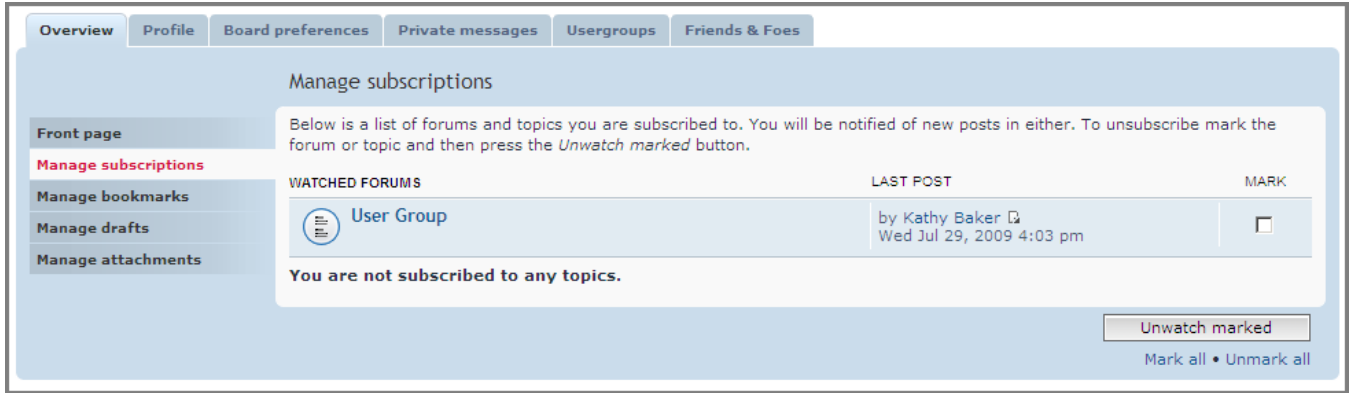 Overview Profile Board preferences Private messages Usergroups Friends & Foes
Manage subscriptions
Front page
Manage subscriptions
Manage bookmarks
Manage drafts
Manage attachments
Below is a list of forums and topics you are subscribed to. You will be notified of new posts in either. To unsubscribe mark the
forum or topic and then press the Unwatch marked button.
WATCHED FORUMS LAST POST MARK
User Group by Kathy Baker
Wed Jul 29, 2009 4:03 pm
You are not subscribed to any topics.
Unwatch marked
Mark all • Unmark all